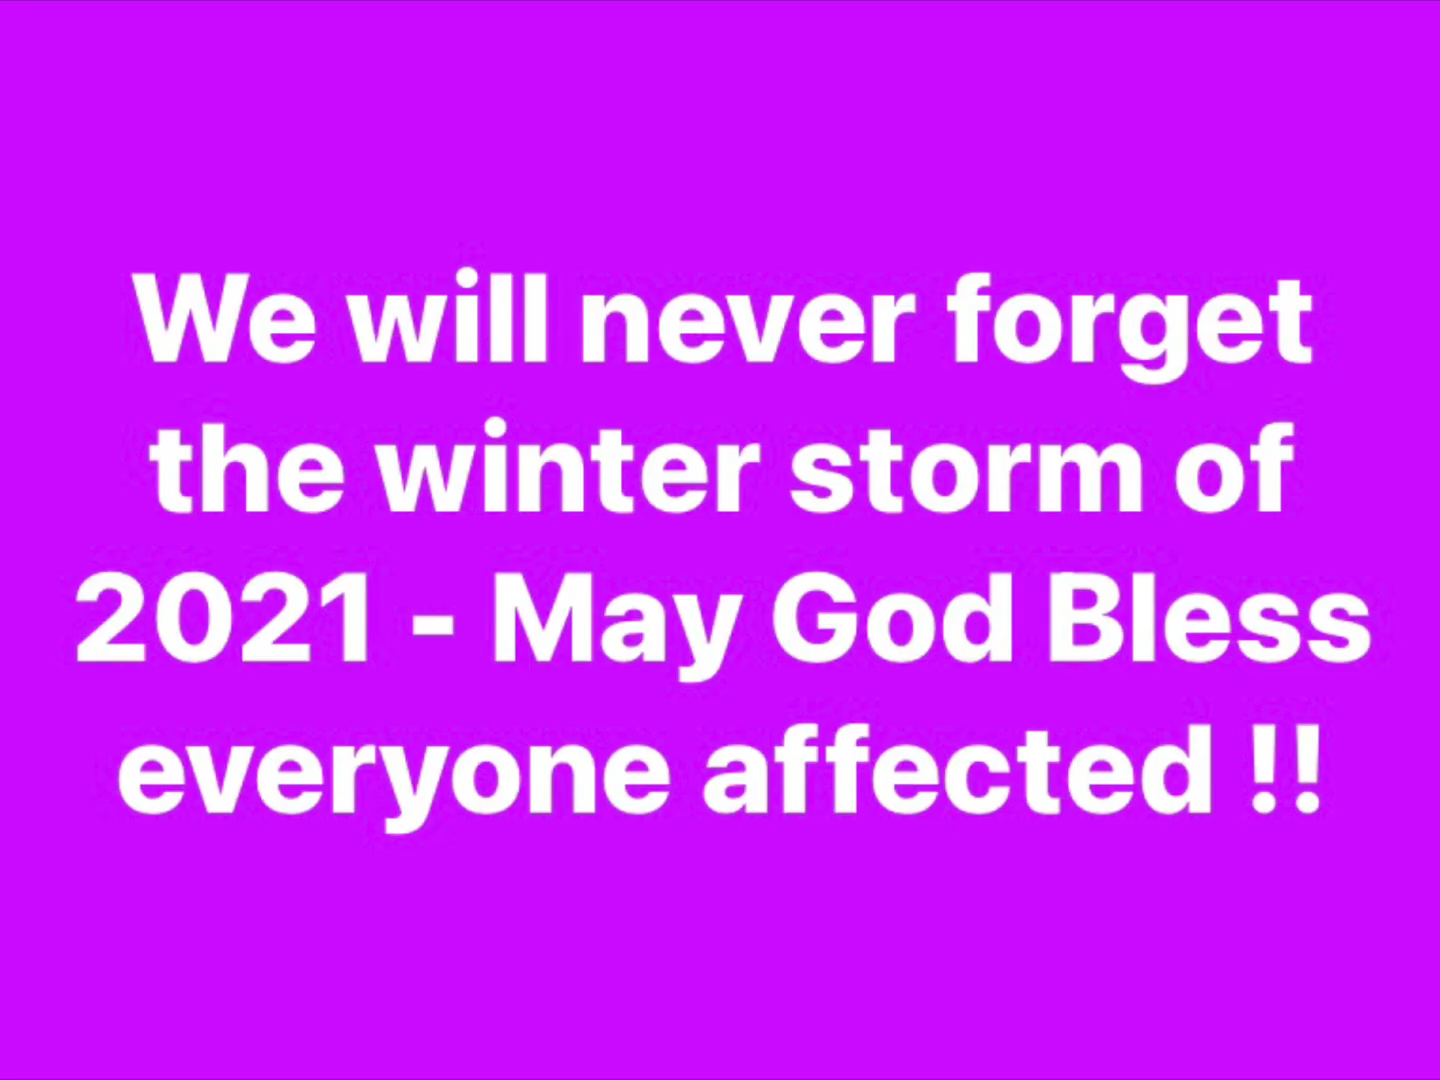 We will never forget
the winter storm of
2021 - May God Bless
everyone affected !!